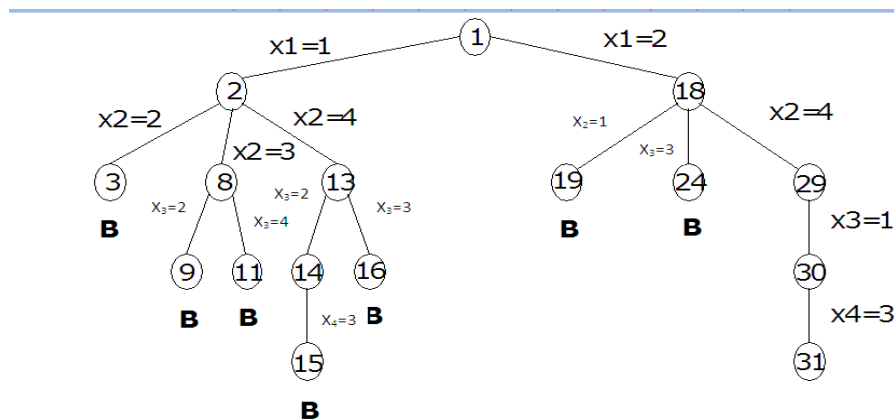 1
x1=1
x1=2
2
18
x2=2
x2=3
x2=4
X₂=1
X₃=3
x2=4
3
8
13
19
24
29
B
X₃=2
X₃=4
X₃=2
X₃=3
B
B
x3=1
9
11
14
16
30
B
B
X₄=3
B
x4=3
15
31
B